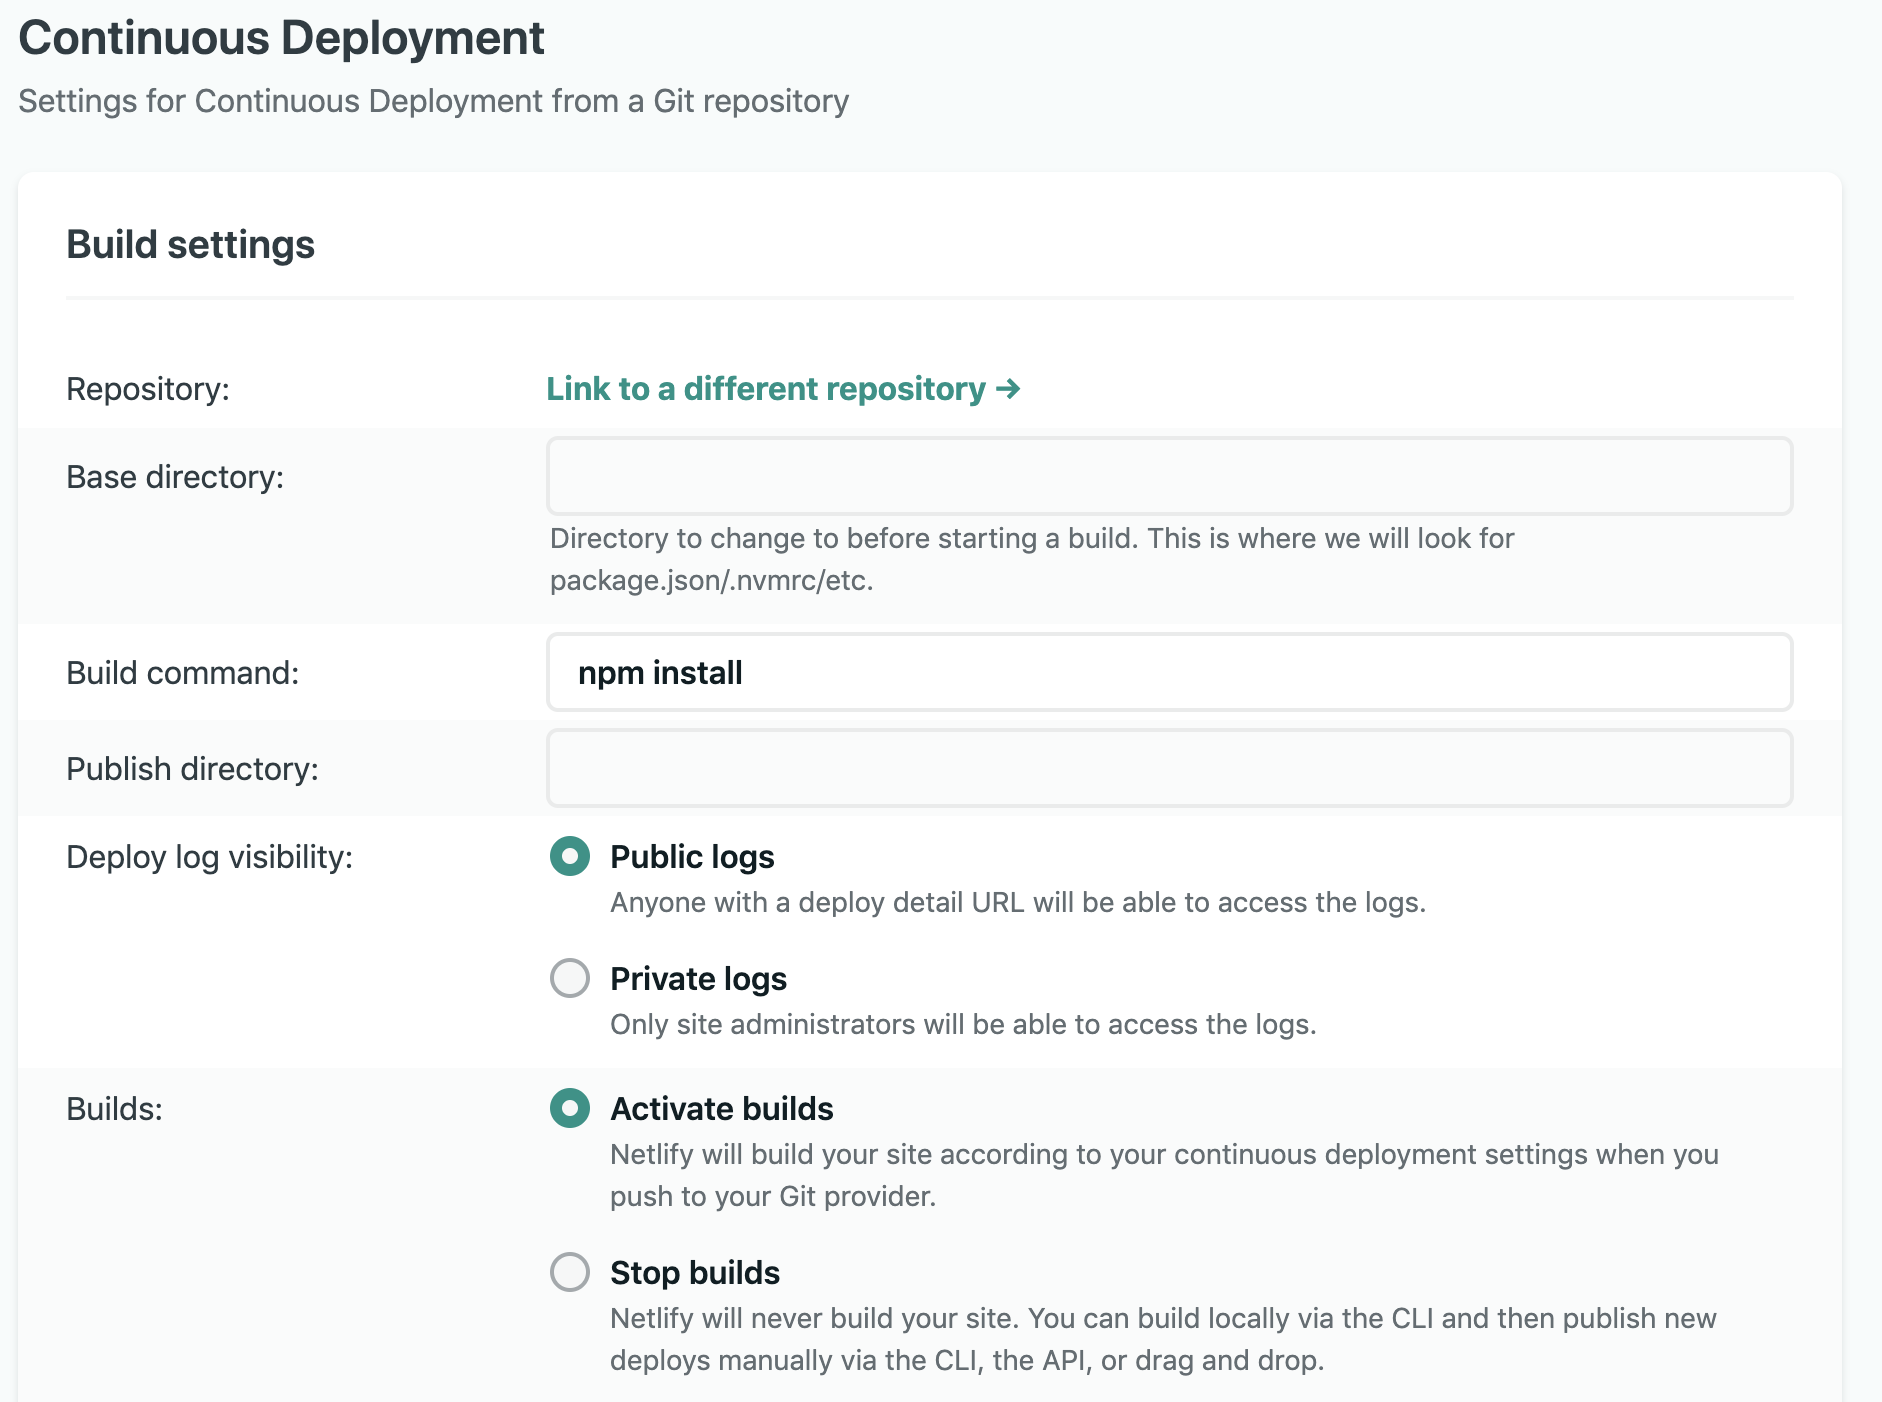 Continuous Deployment
Settings for Continuous Deployment from a Git repository
Build settings
Repository:
Link to a different repository →
Base directory:
Directory to change to before starting a build. This is where we will look for
package.json/.nvmrc/etc.
Build command:
npm install
Publish directory:
Deploy log visibility:
Public logs
Anyone with a deploy detail URL will be able to access the logs.
Private logs
Only site administrators will be able to access the logs.
Builds:
Activate builds
Netlify will build your site according to your continuous deployment settings when you
push to your Git provider.
Stop builds
Netlify will never build your site. You can build locally via the CLI and then publish new
deploys manually via the CLI, the API, or drag and drop.